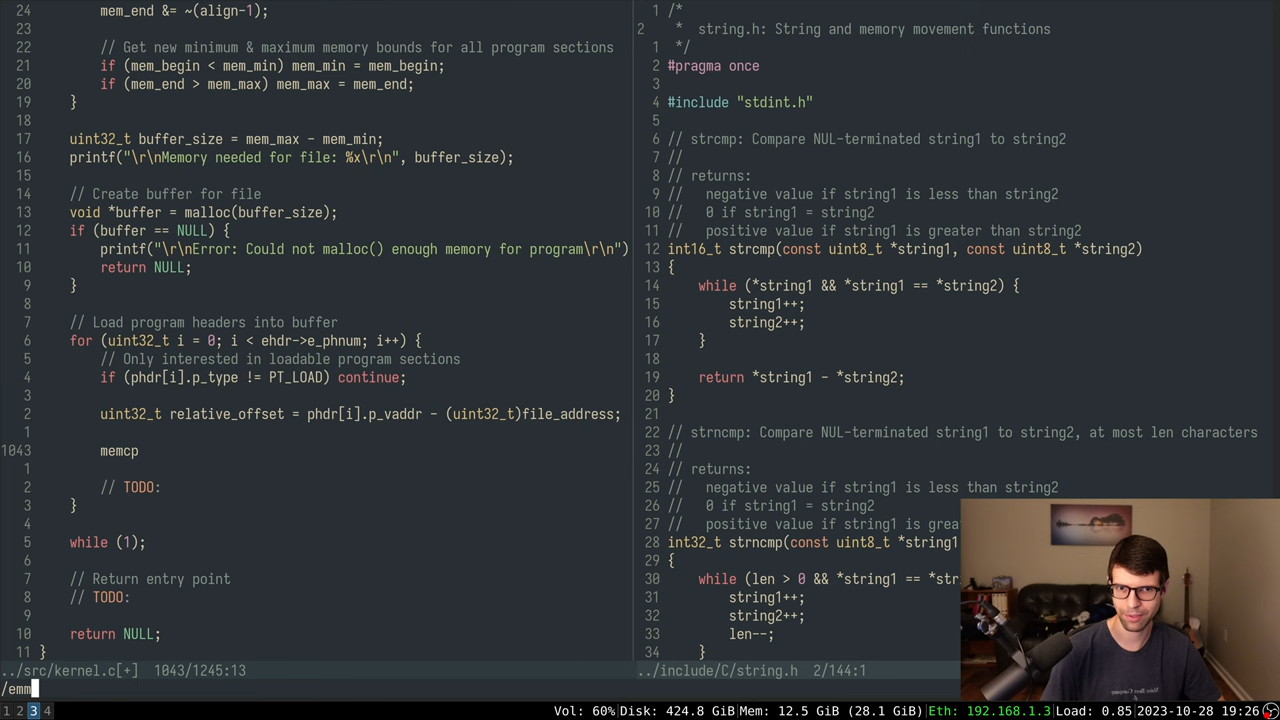 24 mem_end &= ~(align-1);
23
22 // Get new minimum & maximum memory bounds for all program sections
21 if (mem_begin < mem_min) mem_min = mem_begin;
20 if (mem_end > mem_max) mem_max = mem_end;
19 }
18
17 uint32_t buffer_size = mem_max - mem_min;
16 printf("\r\nMemory needed for file: %x\r\n", buffer_size);
15
14 // Create buffer for file
13 void *buffer = malloc(buffer_size);
12 if (buffer == NULL) {
11 printf("\r\nError: Could not malloc() enough memory for program\r\n")
10 return NULL;
9 }
8
7 // Load program headers into buffer
6 for (uint32_t i = 0; i < ehdr->e_phnum; i++) {
5 // Only interested in loadable program sections
4 if (phdr[i].p_type != PT_LOAD) continue;
3
2 uint32_t relative_offset = phdr[i].p_vaddr - (uint32_t)file_address;
1
1043 memcp
1
2 // TODO:
3 }
4
5 while (1);
6
7 // Return entry point
8 // TODO:
9
10 return NULL;
11 }
../src/kernel.c[+] 1043/1245:13
/emm
1 /*
2 * string.h: String and memory movement functions
1 */
2 #pragma once
3
4 #include "stdint.h"
5
6 // strcmp: Compare NUL-terminated string1 to string2
7 //
8 // returns:
9 // negative value if string1 is less than string2
10 // 0 if string1 = string2
11 // positive value if string1 is greater than string2
12 int16_t strcmp(const uint8_t *string1, const uint8_t *string2)
13 {
14 while (*string1 && *string1 == *string2) {
15 string1++;
16 string2++;
17 }
18
19 return *string1 - *string2;
20 }
21
22 // strncmp: Compare NUL-terminated string1 to string2, at most len characters
23 //
24 // returns:
25 // negative value if string1 is less than string2
26 // 0 if string1 = string2
27 // positive value if string1 is grea
28 int32_t strncmp(const uint8_t *string1
29 {
30 while (len > 0 && *string1 == *str
31 string1++;
32 string2++;
33 len--;
34 }
../include/C/string.h 2/144:1
1 2 3 4 Vol: 60%|Disk: 424.8 GiB|Mem: 12.5 GiB (28.1 GiB)|Eth: 192.168.1.3|Load: 0.85|2023-10-28 19:26